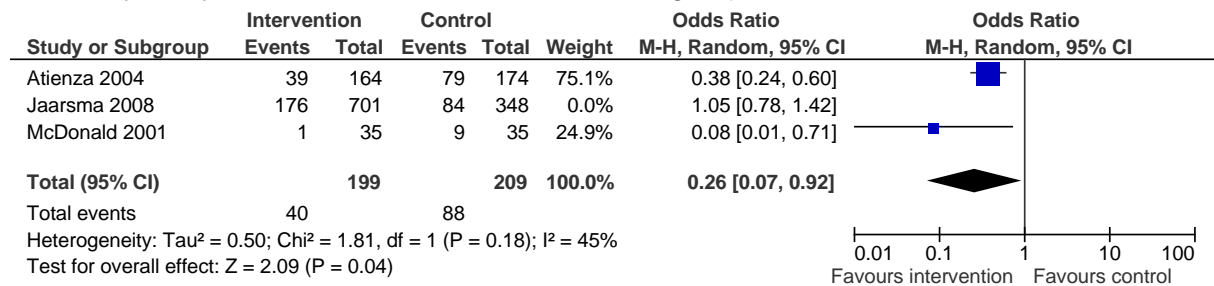 Intervention Control Odds Ratio Odds Ratio
Study or Subgroup Events Total Events Total Weight M-H, Random, 95% CI M-H, Random, 95% CI
Atienza 2004 39 164 79 174 75.1% 0.38 [0.24, 0.60]
Jaarsma 2008 176 701 84 348 0.0% 1.05 [0.78, 1.42]
McDonald 2001 1 35 9 35 24.9% 0.08 [0.01, 0.71]
Total (95% CI) 199 209 100.0% 0.26 [0.07, 0.92]
Total events 40 88
Heterogeneity: Tau² = 0.50; Chi² = 1.81, df = 1 (P = 0.18); I² = 45%
Test for overall effect: Z = 2.09 (P = 0.04)
0.01 0.1 1 10 100
Favours intervention Favours control